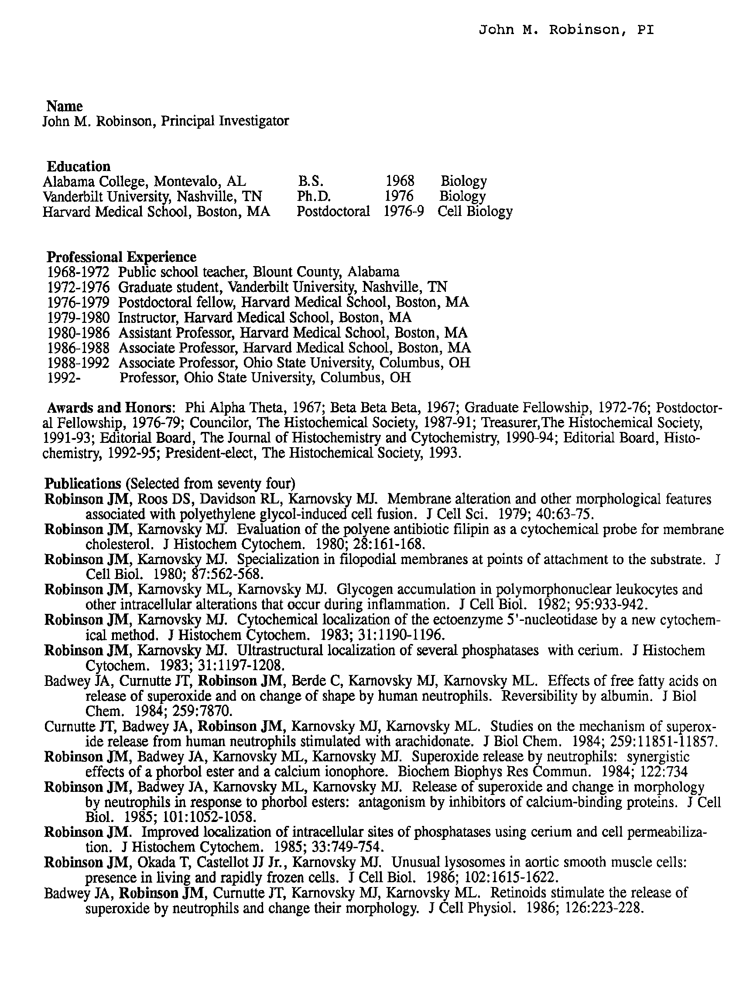 John M. Robinson, PI
Name
John M. Robinson, Principal Investigator
Education
Alabama College, Montevalo, AL B.S. 1968 Biology
Vanderbilt University, Nashville, TN Ph.D. 1976 Biology
Harvard Medical School, Boston, MA Postdoctoral 1976-9 Cell Biology
Professional Experience
1968-1972 Public school teacher, Blount County, Alabama
1972-1976 Graduate student, Vanderbilt University, Nashville, TN
1976-1979 Postdoctoral fellow, Harvard Medical School, Boston, MA
1979-1980 Instructor, Harvard Medical School, Boston, MA
1980-1986 Assistant Professor, Harvard Medical School, Boston, MA
1986-1988 Associate Professor, Harvard Medical School, Boston, MA
1988-1992 Associate Professor, Ohio State University, Columbus, OH
1992- Professor, Ohio State University, Columbus, OH
Awards and Honors: Phi Alpha Theta, 1967; Beta Beta Beta, 1967; Graduate Fellowship, 1972-76; Postdoctor-
al Fellowship, 1976-79; Councilor, The Histochemical Society, 1987-91; Treasurer,The Histochemical Society,
1991-93; Editorial Board, The Journal of Histochemistry and Cytochemistry, 1990-94; Editorial Board, Histo-
chemistry, 1992-95; President-elect, The Histochemical Society, 1993.
Publications (Selected from seventy four)
Robinson JM, Roos DS, Davidson RL, Karnovsky MJ. Membrane alteration and other morphological features
associated with polyethylene glycol-induced cell fusion. J Cell Sci. 1979; 40:63-75.
Robinson JM, Karnovsky MJ. Evaluation of the polyene antibiotic filipin as a cytochemical probe for membrane
cholesterol. J Histochem Cytochem. 1980; 28:161-168.
Robinson JM, Karnovsky MJ. Specialization in filopodial membranes at points of attachment to the substrate. J
Cell Biol. 1980; 87:562-568.
Robinson JM, Karnovsky ML, Karnovsky MJ. Glycogen accumulation in polymorphonuclear leukocytes and
other intracellular alterations that occur during inflammation. J Cell Biol. 1982; 95:933-942.
Robinson JM, Karnovsky MJ. Cytochemical localization of the ectoenzyme 5'-nucleotidase by a new cytochem-
ical method. J Histochem Cytochem. 1983; 31:1190-1196.
Robinson JM, Karnovsky MJ. Ultrastructural localization of several phosphatases with cerium. J Histochem
Cytochem. 1983; 31:1197-1208.
Badwey JA, Curnutte JT, Robinson JM, Berde C, Karnovsky MJ, Karnovsky ML. Effects of free fatty acids on
release of superoxide and on change of shape by human neutrophils. Reversibility by albumin. J Biol
Chem. 1984; 259:7870.
Curnutte JT, Badwey JA, Robinson JM, Karnovsky MJ, Karnovsky ML. Studies on the mechanism of superox-
ide release from human neutrophils stimulated with arachidonate. J Biol Chem. 1984; 259:11851-11857.
Robinson JM, Badwey JA, Karnovsky ML, Karnovsky MJ. Superoxide release by neutrophils: synergistic
effects of a phorbol ester and a calcium ionophore. Biochem Biophys Res Commun. 1984; 122:734
Robinson JM, Badwey JA, Karnovsky ML, Karnovsky MJ. Release of superoxide and change in morphology
by neutrophils in response to phorbol esters: antagonism by inhibitors of calcium-binding proteins. J Cell
Biol. 1985; 101:1052-1058.
Robinson JM. Improved localization of intracellular sites of phosphatases using cerium and cell permeabiliza-
tion. J Histochem Cytochem. 1985; 33:749-754.
Robinson JM, Okada T, Castellot JJ Jr., Karnovsky MJ. Unusual lysosomes in aortic smooth muscle cells:
presence in living and rapidly frozen cells. J Cell Biol. 1986; 102:1615-1622.
Badwey JA, Robinson JM, Curnutte JT, Karnovsky MJ, Karnovsky ML. Retinoids stimulate the release of
superoxide by neutrophils and change their morphology. J Cell Physiol. 1986; 126:223-228.